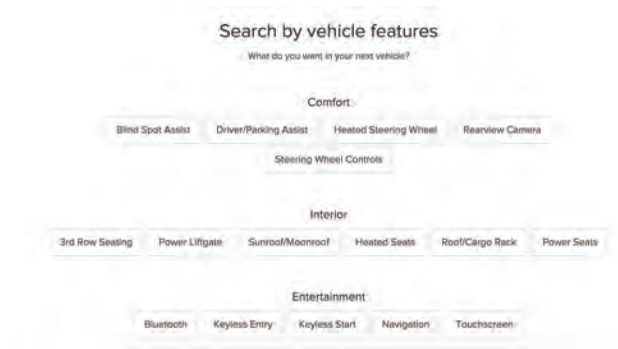 Search by vehicle features
What do you want in your next vehicle?
Comfort
Blind Spot Assist Driver/Parking Assist Heated Steering Wheel Rearview Camera
Steering Wheel Controls
Interior
3rd Row Seating Power Liftgate Sunroof/Moonroof Heated Seats Roof/Cargo Rack Power Seats
Entertainment
Bluetooth Keyless Entry Keyless Start Navigation Touchscreen